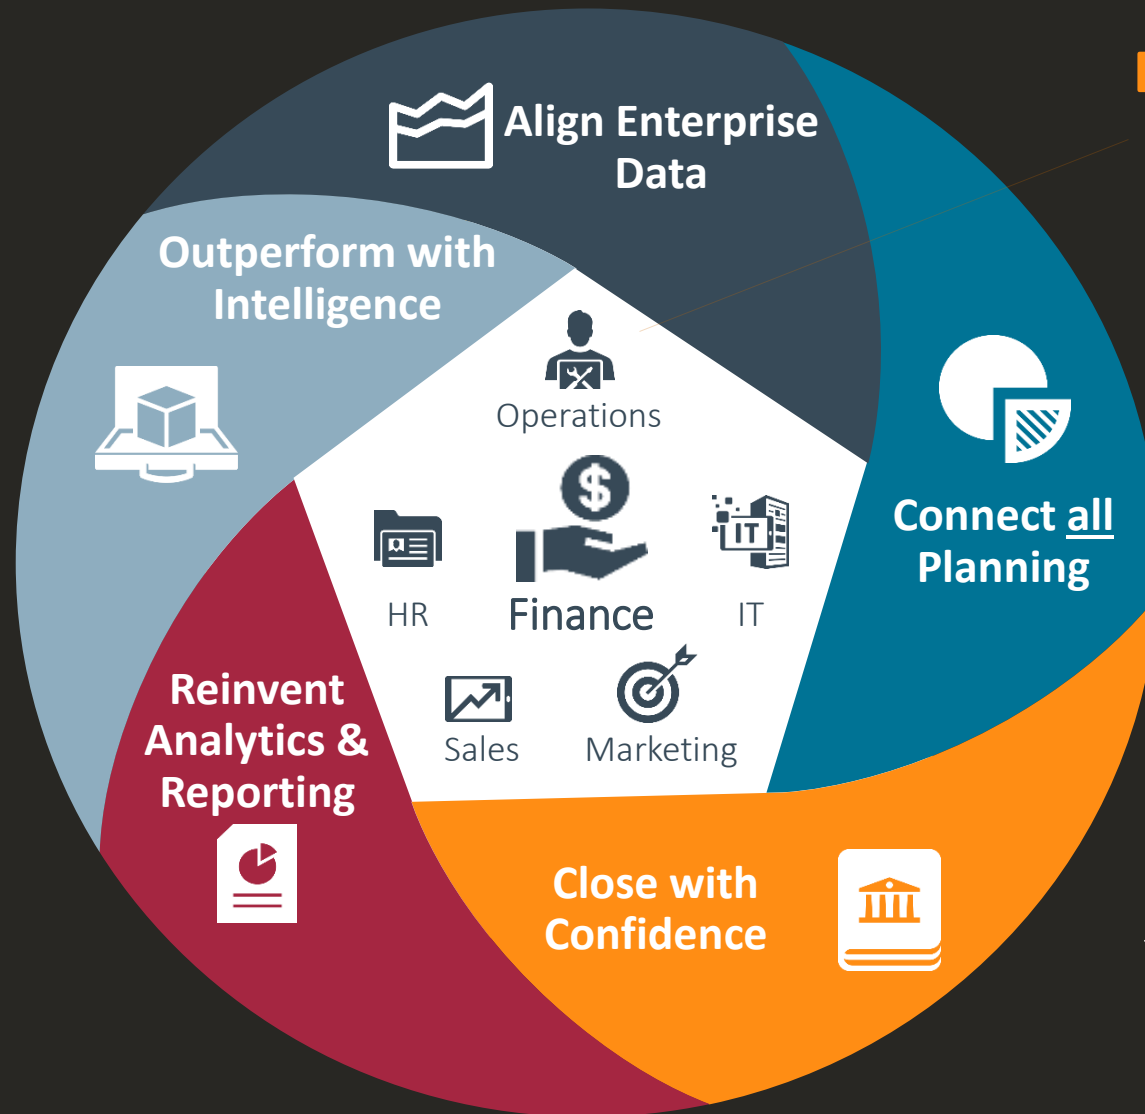 Align Enterprise
Data
Outperform with
Intelligence
Operations
$
IT
Connect all
Planning
HR
Finance
IT
Reinvent
Analytics &
Reporting
Sales
Marketing
Close with
Confidence